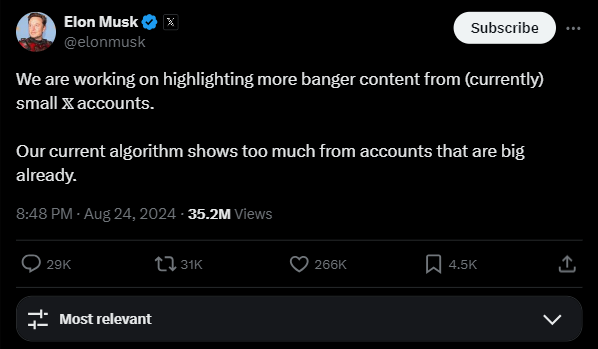 Elon Musk X
Subscribe
@elonmusk
We are working on highlighting more banger content from (currently)
small 𝕏 accounts.
Our current algorithm shows too much from accounts that are big
already.
8:48 PM · Aug 24, 2024 · 35.2M Views
29K 31K 266K 4.5K
Most relevant